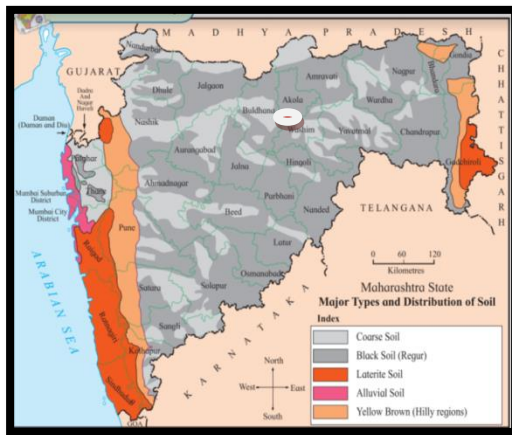 MADHYA PRADESH
GUJARAT
CHHATTISGARH
Nandurbar
Dhule
Jalgaon
Amravati
Nagpur
Gondia
Bhandara
Dadra
And
Nagar
Haveli
Daman
(Daman and Diu)
Nashik
Buldhana
Akola
Washim
Wardha
Yavatmal
Chandrapur
Gadchiroli
Aurangabad
Jalna
Hingoli
Palghar
Thane
Mumbai Suburban
District
Mumbai City
District
Ahmadnagar
Parbhani
Nanded
Beed
Pune
Raigad
Latur
Osmanabad
Satara
Solapur
Ratnagiri
Sangli
Kolhapur
Sindhudurg
GOA
ARABIAN SEA
KARNATAKA
TELANGANA
0 60 120
Kilometres
Maharashtra State
Major Types and Distribution of Soil
Index
Coarse Soil
Black Soil (Regur)
Laterite Soil
Alluvial Soil
Yellow Brown (Hilly regions)
North
West
East
South